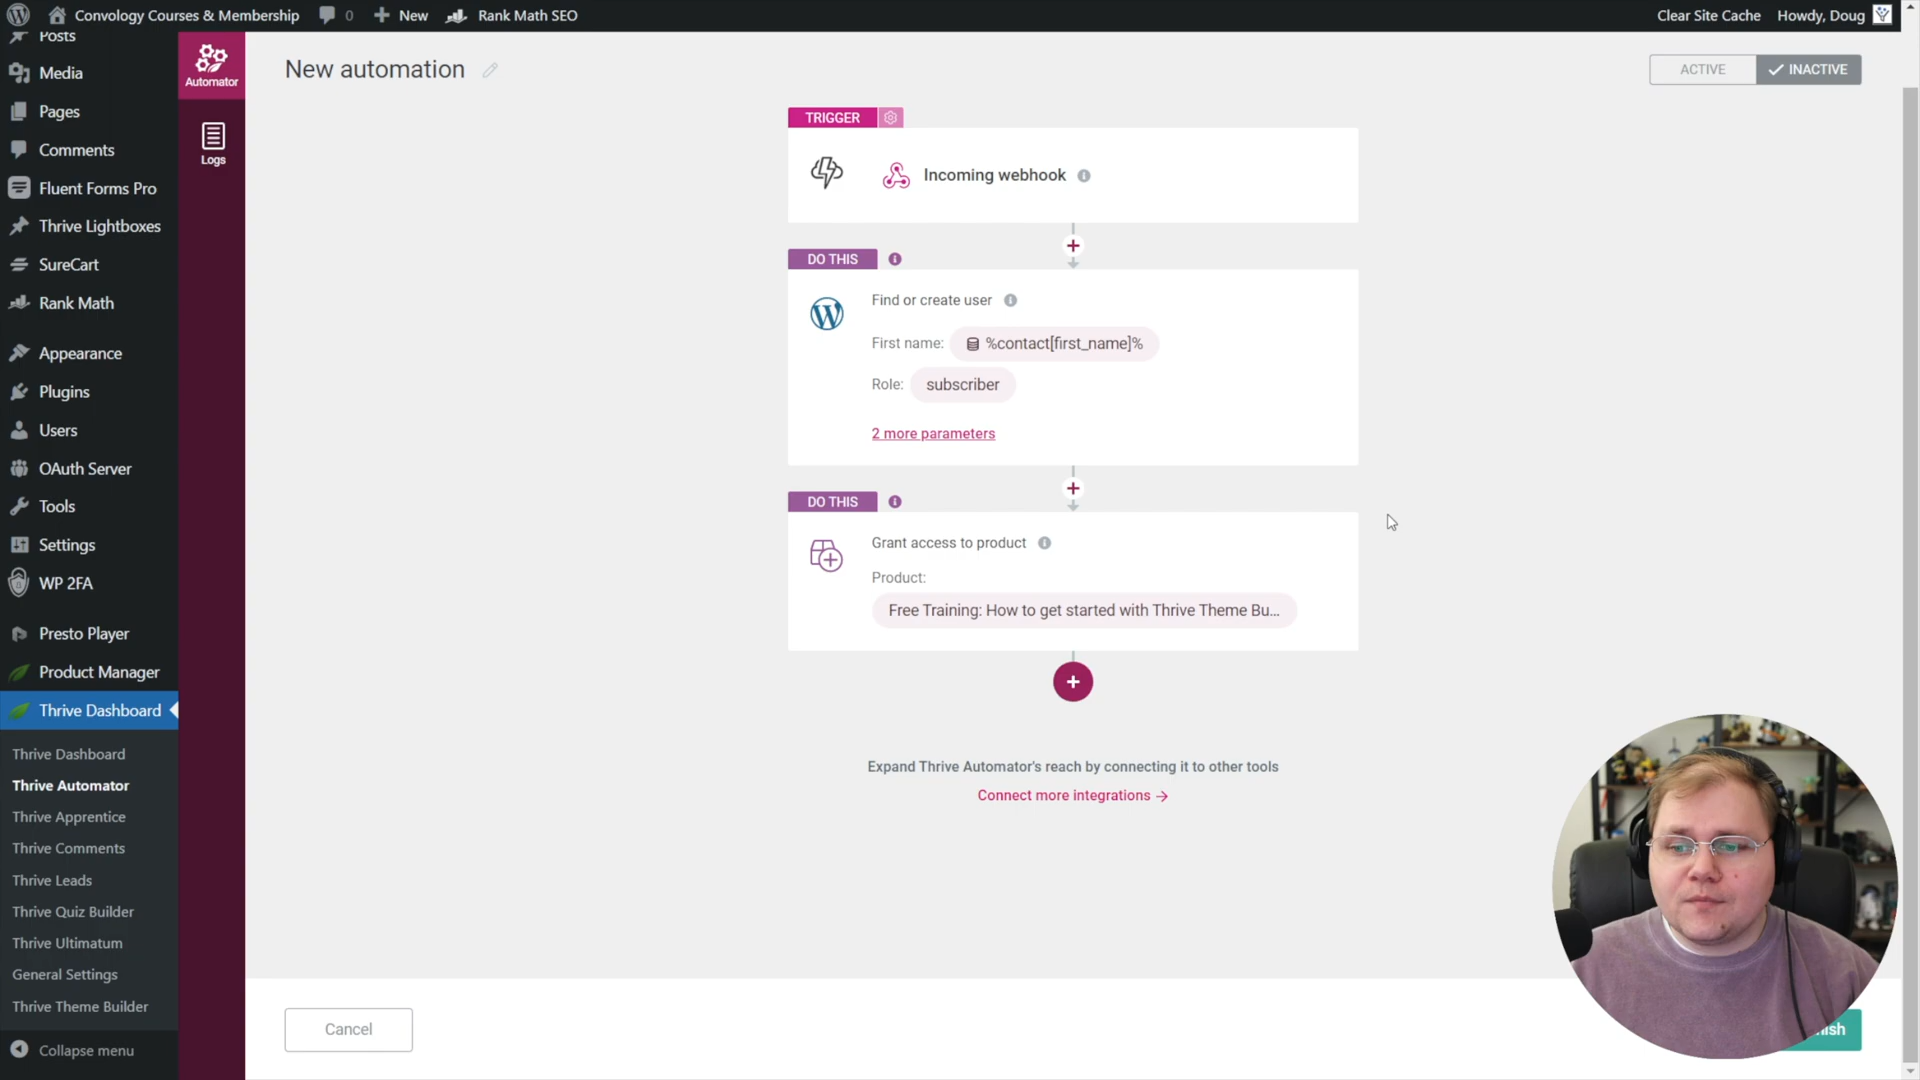 Convology Courses & Membership
0
New
Rank Math SEO
Clear Site Cache
Howdy, Doug
Posts
Media
Pages
Comments
Fluent Forms Pro
Thrive Lightboxes
SureCart
Rank Math
Appearance
Plugins
Users
OAuth Server
Tools
Settings
WP 2FA
Presto Player
Product Manager
Thrive Dashboard
Thrive Dashboard
Thrive Automator
Thrive Apprentice
Thrive Comments
Thrive Leads
Thrive Quiz Builder
Thrive Ultimatum
General Settings
Thrive Theme Builder
Collapse menu
Automator
Logs
New automation
ACTIVE
INACTIVE
TRIGGER
Incoming webhook
DO THIS
Find or create user
First name: %contact[first_name]%
Role: subscriber
2 more parameters
DO THIS
Grant access to product
Product:
Free Training: How to get started with Thrive Theme Bu...
Expand Thrive Automator's reach by connecting it to other tools
Connect more integrations →
Cancel